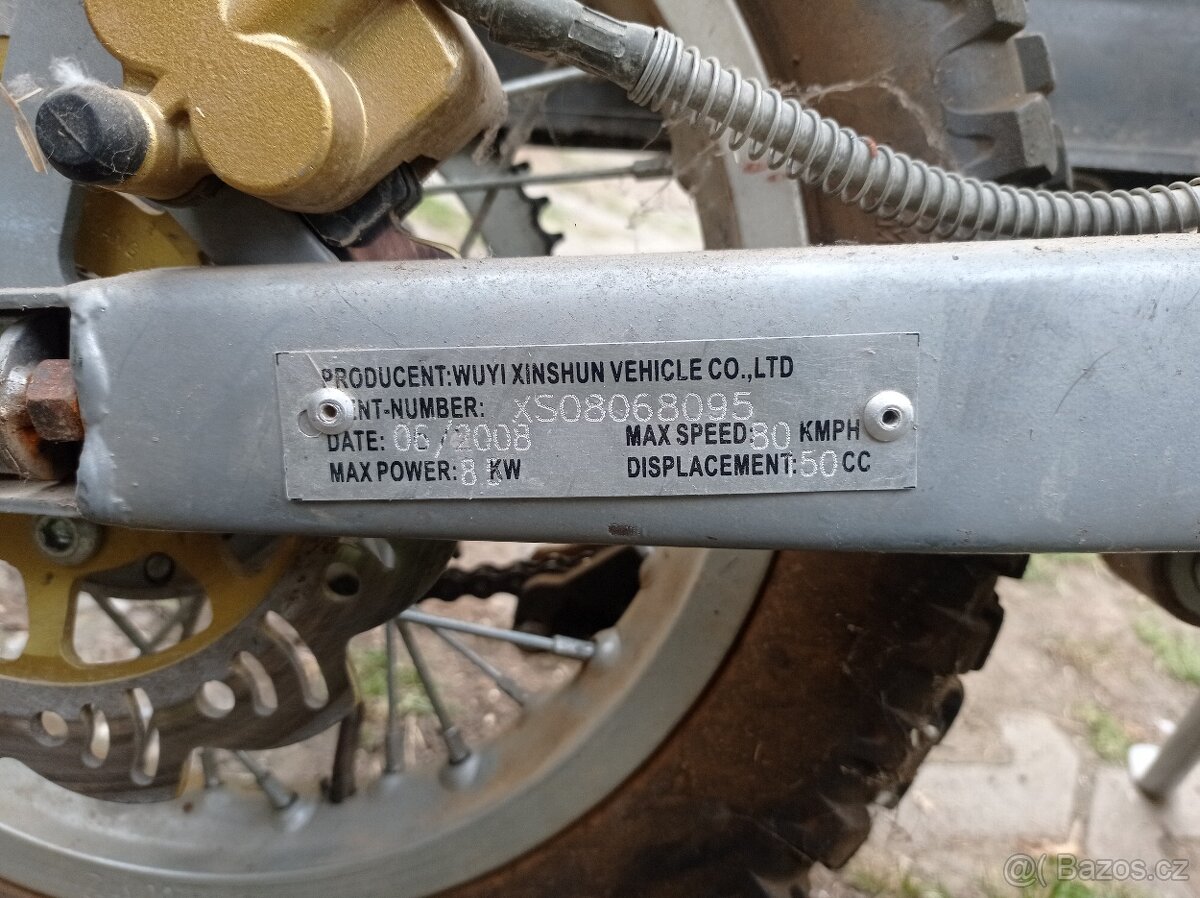 PRODUCENT:WUYI XINSHUN VEHICLE CO.,LTD
ENT-NUMBER: XS08068095
DATE: 06/2008 MAX SPEED 80 KMPH
MAX POWER: 8.5 KW DISPLACEMENT: 50 CC
@( Bazos.cz